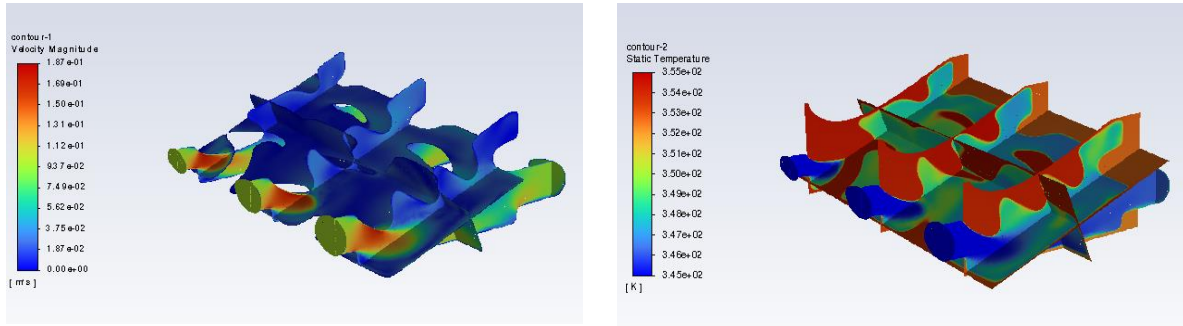 contour-1
Velocity Magnitude
1.87e-01
1.69e-01
1.50e-01
1.31e-01
1.12e-01
9.37e-02
7.49e-02
5.62e-02
3.75e-02
1.87e-02
0.00e+00
[ m/s ]
contour-2
Static Temperature
3.55e+02
3.54e+02
3.53e+02
3.52e+02
3.51e+02
3.50e+02
3.49e+02
3.48e+02
3.47e+02
3.46e+02
3.45e+02
[ K ]